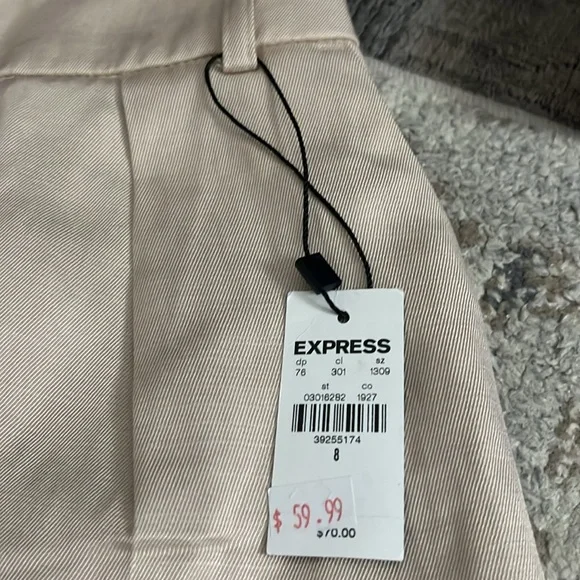 EXPRESS
dp cl sz
76 301 1309
st co
03016282 1927
39255174
8
$ 59.99
$70.00